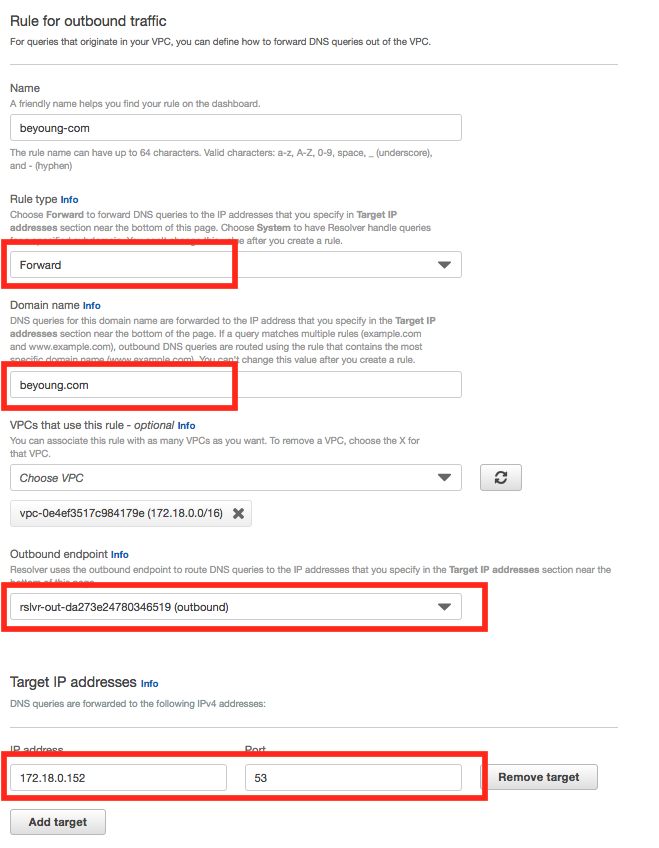 Rule for outbound traffic
For queries that originate in your VPC, you can define how to forward DNS queries out of the VPC.
Name
A friendly name helps you find your rule on the dashboard.
beyoung-com
The rule name can have up to 64 characters. Valid characters: a-z, A-Z, 0-9, space, _ (underscore),
and - (hyphen)
Rule type Info
Choose Forward to forward DNS queries to the IP addresses that you specify in Target IP
addresses section near the bottom of this page. Choose System to have Resolver handle queries
for a specified subdomain. You can't change this value after you create a rule.
Forward
Domain name Info
DNS queries for this domain name are forwarded to the IP address that you specify in the Target IP
addresses section near the bottom of the page. If a query matches multiple rules (example.com
and www.example.com), outbound DNS queries are routed using the rule that contains the most
specific domain name (www.example.com). You can't change this value after you create a rule.
beyoung.com
VPCs that use this rule - optional Info
You can associate this rule with as many VPCs as you want. To remove a VPC, choose the X for
that VPC.
Choose VPC
vpc-0e4ef3517c984179e (172.18.0.0/16)
Outbound endpoint Info
Resolver uses the outbound endpoint to route DNS queries to the IP addresses that you specify in the Target IP addresses section near the
bottom of this page
rslvr-out-da273e24780346519 (outbound)
Target IP addresses Info
DNS queries are forwarded to the following IPv4 addresses:
IP address Port
172.18.0.152 53 Remove target
Add target